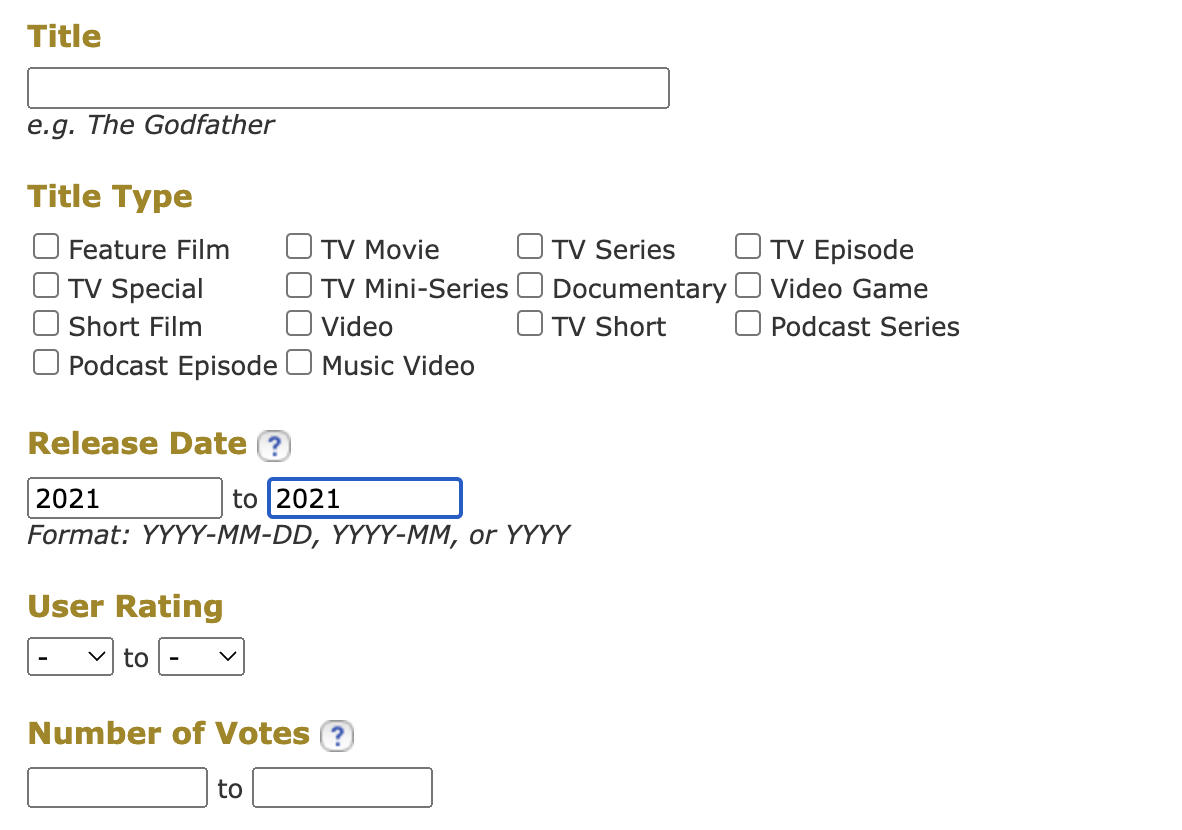 Title
e.g. The Godfather
Title Type
Feature Film TV Movie TV Series TV Episode
TV Special TV Mini-Series Documentary Video Game
Short Film Video TV Short Podcast Series
Podcast Episode Music Video
Release Date ?
2021 to 2021
Format: YYYY-MM-DD, YYYY-MM, or YYYY
User Rating
- to -
Number of Votes ?
to